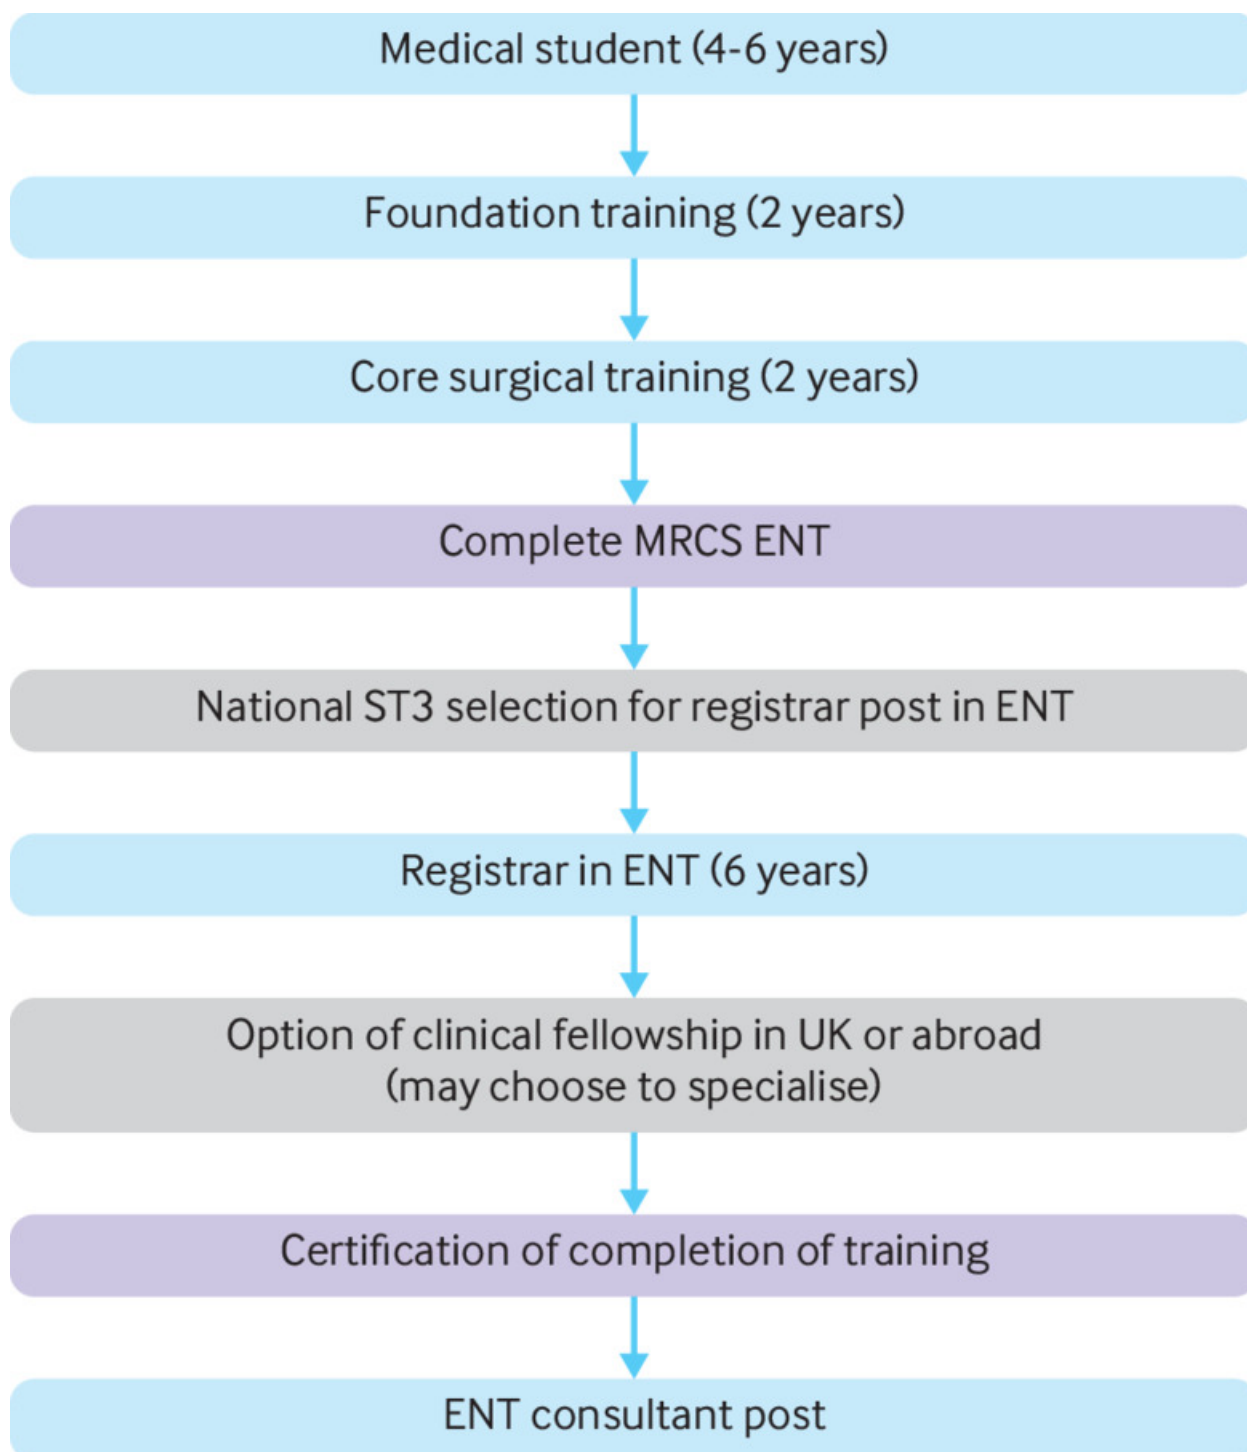 Medical student (4-6 years)
Foundation training (2 years)
Core surgical training (2 years)
Complete MRCS ENT
National ST3 selection for registrar post in ENT
Registrar in ENT (6 years)
Option of clinical fellowship in UK or abroad
(may choose to specialise)
Certification of completion of training
ENT consultant post